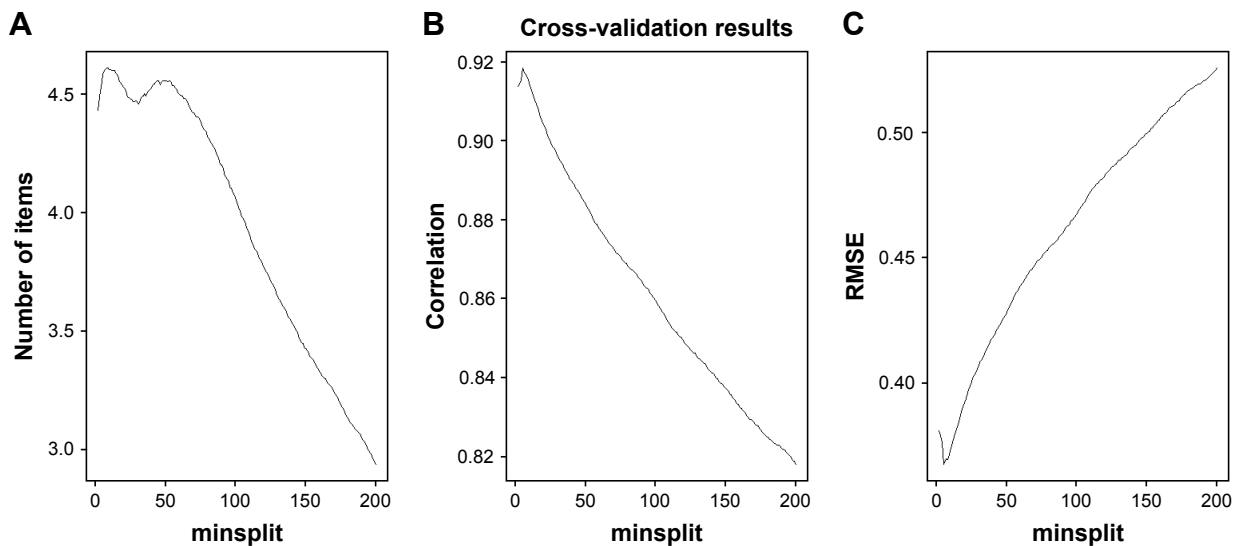 A
Number of items
4.5
4.0
3.5
3.0
0 50 100 150 200
minsplit
B
Cross-validation results
Correlation
0.92
0.90
0.88
0.86
0.84
0.82
0 50 100 150 200
minsplit
C
RMSE
0.50
0.45
0.40
0 50 100 150 200
minsplit